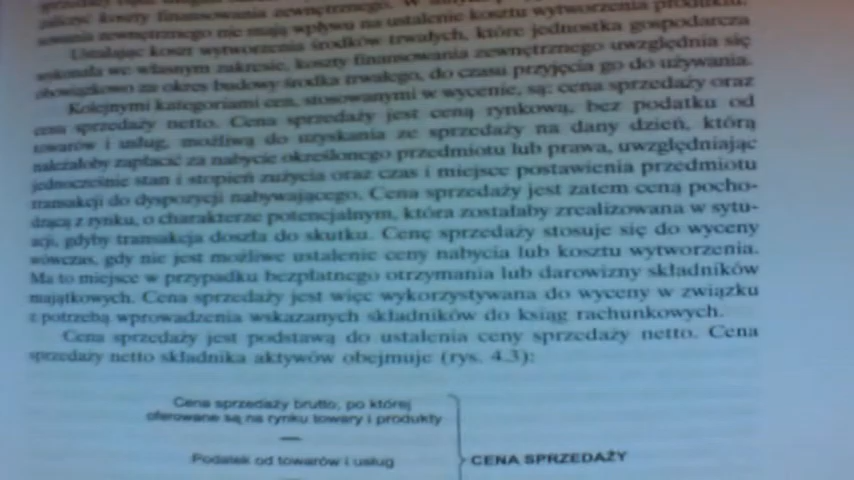 założyć koszty finansowania zewnętrznego. W
sowania zewnętrznego nie mają wpływu na ustalenie kosztu wytworzenia produktu.
Ustalając koszt wytworzenia środków trwałych, które jednostka gospodarcza
wykonała we własnym zakresie, koszty finansowania zewnętrznego uwzględnia się
obowiązkowo za okres budowy środka trwałego, do czasu przyjęcia go do używania.
Kolejnymi kategoriami cen, stosowanymi w wycenie, są: cena sprzedaży oraz
cena sprzedaży netto. Cena sprzedaży jest ceną rynkową, bez podatku od
towarów i usług, możliwą do uzyskania ze sprzedaży na dany dzień, którą
należałoby zapłacić za nabycie określonego przedmiotu lub prawa, uwzględniając
jednocześnie stan i stopień zużycia oraz czas i miejsce postawienia przedmiotu
transakcji do dyspozycji nabywającego. Cena sprzedaży jest zatem ceną pocho-
dzącą z rynku, o charakterze potencjalnym, która zostałaby zrealizowana w sytu-
acji, gdyby transakcja doszła do skutku. Cenę sprzedaży stosuje się do wyceny
wówczas, gdy nie jest możliwe ustalenie ceny nabycia lub kosztu wytworzenia.
Ma to miejsce w przypadku bezpłatnego otrzymania lub darowizny składników
majątkowych. Cena sprzedaży jest więc wykorzystywana do wyceny w związku
z potrzebą wprowadzenia wskazanych składników do ksiąg rachunkowych.
Cena sprzedaży jest podstawą do ustalenia ceny sprzedaży netto. Cena
sprzedaży netto składnika aktywów obejmuje (rys. 4.3):
Cena sprzedaży brutto, po której
oferowane są na rynku towary i produkty
—
Podatek od towarów i usług
CENA SPRZEDAŻY